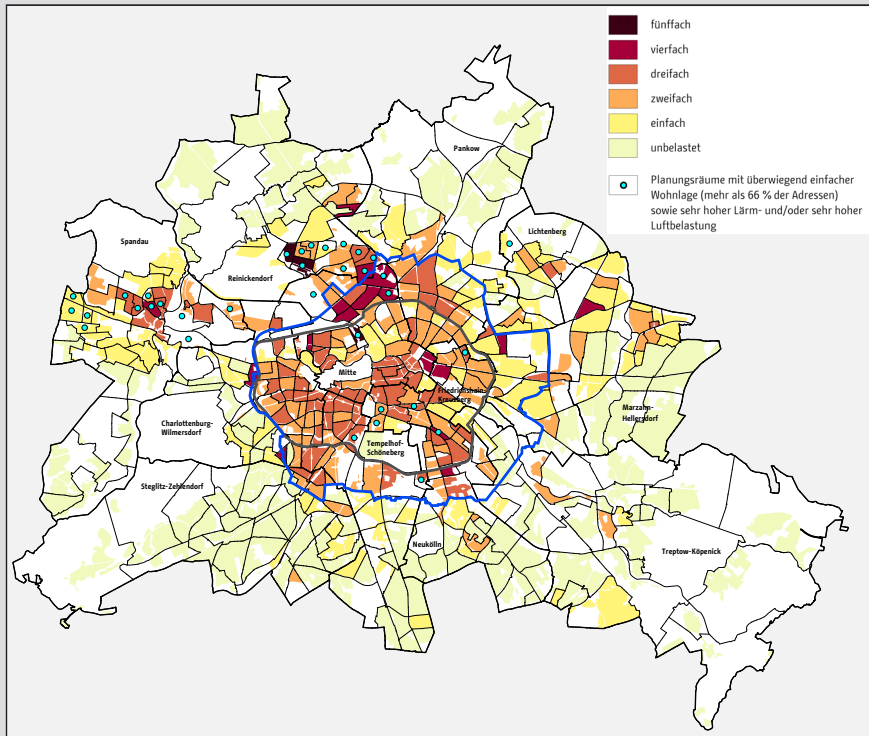 fünffach
vierfach
dreifach
zweifach
einfach
unbelastet
Planungsräume mit überwiegend einfacher
Wohnlage (mehr als 66 % der Adressen)
sowie sehr hoher Lärm- und/oder sehr hoher
Luftbelastung
Pankow
Lichtenberg
Spandau
Reinickendorf
Mitte
Friedrichshain-
Kreuzberg
Marzahn-
Hellersdorf
Charlottenburg-
Wilmersdorf
Tempelhof-
Schöneberg
Steglitz-Zehlendorf
Neukölln
Treptow-Köpenick